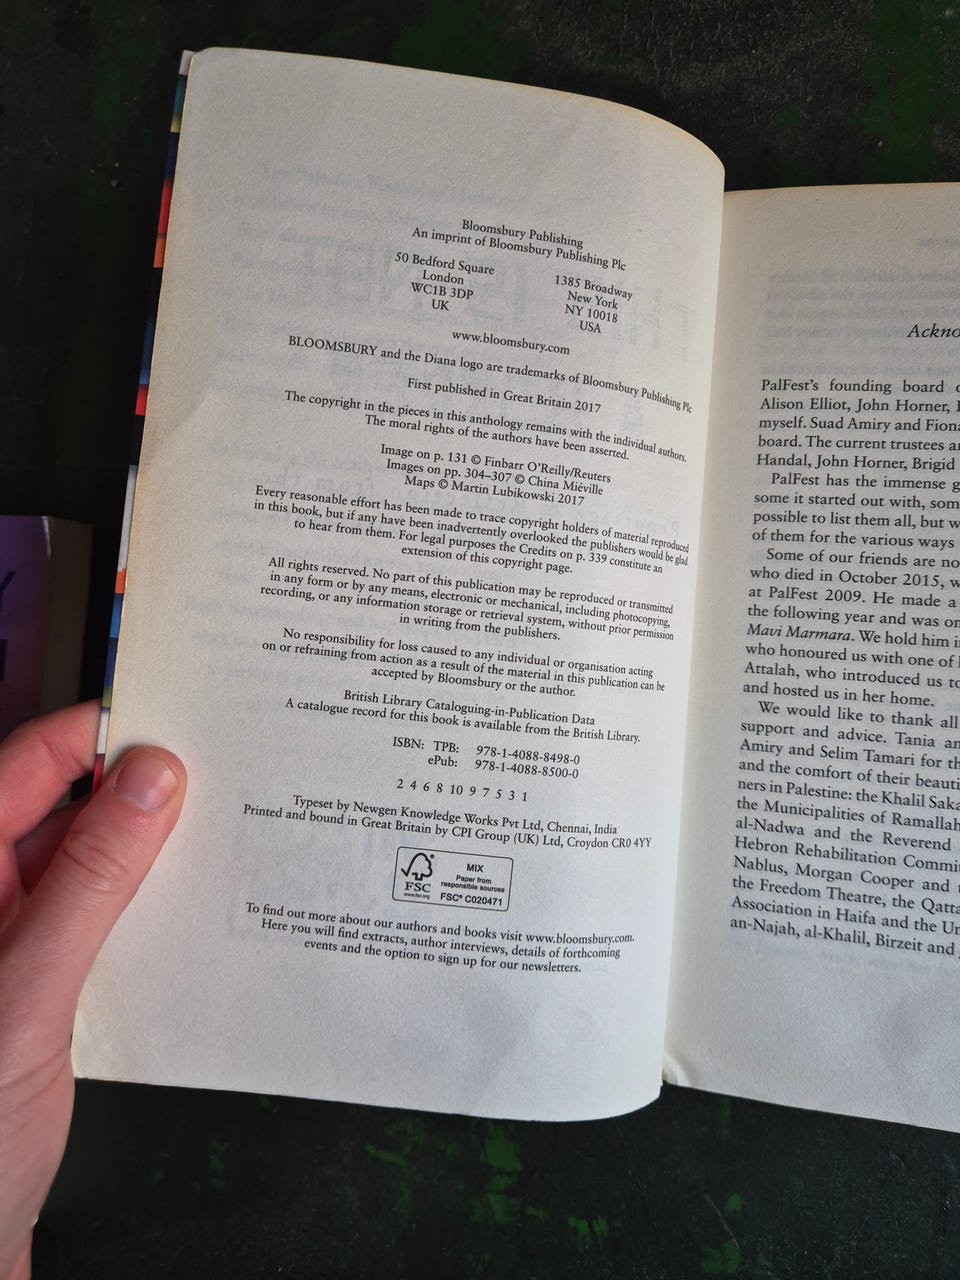 Bloomsbury Publishing
An imprint of Bloomsbury Publishing Plc
50 Bedford Square
London
WC1B 3DP
UK
1385 Broadway
New York
NY 10018
USA
www.bloomsbury.com
BLOOMSBURY and the Diana logo are trademarks of Bloomsbury Publishing Plc
First published in Great Britain 2017
The copyright in the pieces in this anthology remains with the individual authors.
The moral rights of the authors have been asserted.
Image on p. 131 © Finbarr O'Reilly/Reuters
Images on pp. 304–307 © China Miéville
Maps © Martin Lubikowski 2017
Every reasonable effort has been made to trace copyright holders of material reproduced
in this book, but if any have been inadvertently overlooked the publishers would be glad
to hear from them. For legal purposes the Credits on p. 339 constitute an
extension of this copyright page.
All rights reserved. No part of this publication may be reproduced or transmitted
in any form or by any means, electronic or mechanical, including photocopying,
recording, or any information storage or retrieval system, without prior permission
in writing from the publishers.
No responsibility for loss caused to any individual or organisation acting
on or refraining from action as a result of the material in this publication can be
accepted by Bloomsbury or the author.
British Library Cataloguing-in-Publication Data
A catalogue record for this book is available from the British Library.
ISBN: TPB: 978-1-4088-8498-0
ePub: 978-1-4088-8500-0
2 4 6 8 10 9 7 5 3 1
Typeset by Newgen Knowledge Works Pvt Ltd, Chennai, India
Printed and bound in Great Britain by CPI Group (UK) Ltd, Croydon CR0 4YY
FSC
www.fsc.org
MIX
Paper from
responsible sources
FSC® C020471
To find out more about our authors and books visit www.bloomsbury.com.
Here you will find extracts, author interviews, details of forthcoming
events and the option to sign up for our newsletters.
Ackno
PalFest's founding board
Alison Elliot, John Horner,
myself. Suad Amiry and Fiona
board. The current trustees
Handal, John Horner, Brigid
PalFest has the immense
some it started out with, som
possible to list them all, but
of them for the various ways
Some of our friends are no
who died in October 2015,
at PalFest 2009. He made a
the following year and was
Mavi Marmara. We hold him
who honoured us with one of
Attalah, who introduced us
and hosted us in her home.
We would like to thank all
support and advice. Tania
Amiry and Selim Tamari for
and the comfort of their
ners in Palestine: the Khalil
the Municipalities of Ramallah
al-Nadwa and the Reverend
Hebron Rehabilitation
Nablus, Morgan Cooper and
the Freedom Theatre, the
Association in Haifa and the
an-Najah, al-Khalil, Birzeit and